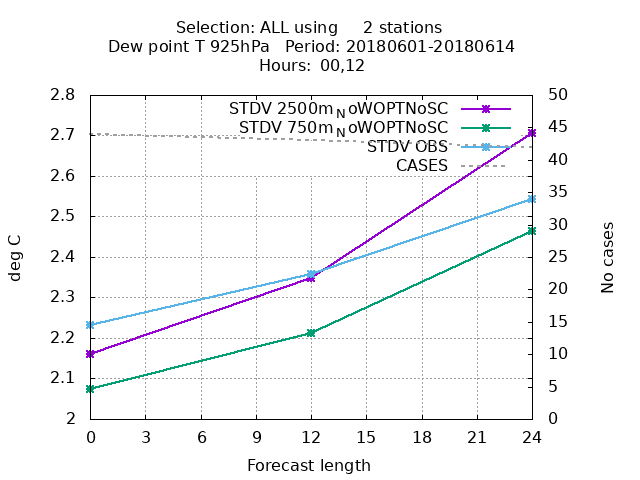 Selection: ALL using     2 stations
Dew point T 925hPa   Period: 20180601-20180614
Hours:  00,12
STDV 2500m_NoWOPTNoSC
STDV 750m_NoWOPTNoSC
STDV OBS
CASES
deg C
2.8
2.7
2.6
2.5
2.4
2.3
2.2
2.1
2
50
45
40
35
30
25
20
15
10
5
0
No cases
0 3 6 9 12 15 18 21 24
Forecast length